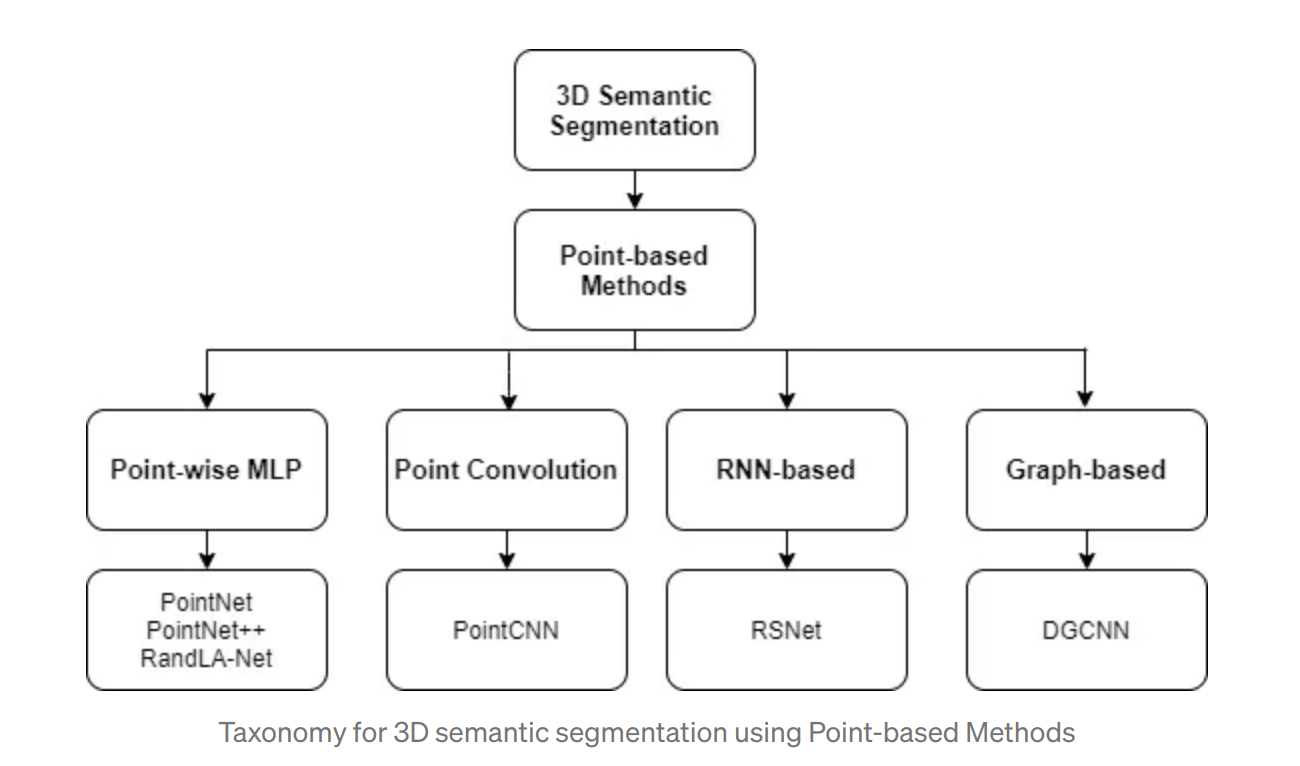 3D Semantic
Segmentation
Point-based
Methods
Point-wise MLP
Point Convolution
RNN-based
Graph-based
PointNet
PointNet++
RandLA-Net
PointCNN
RSNet
DGCNN
Taxonomy for 3D semantic segmentation using Point-based Methods